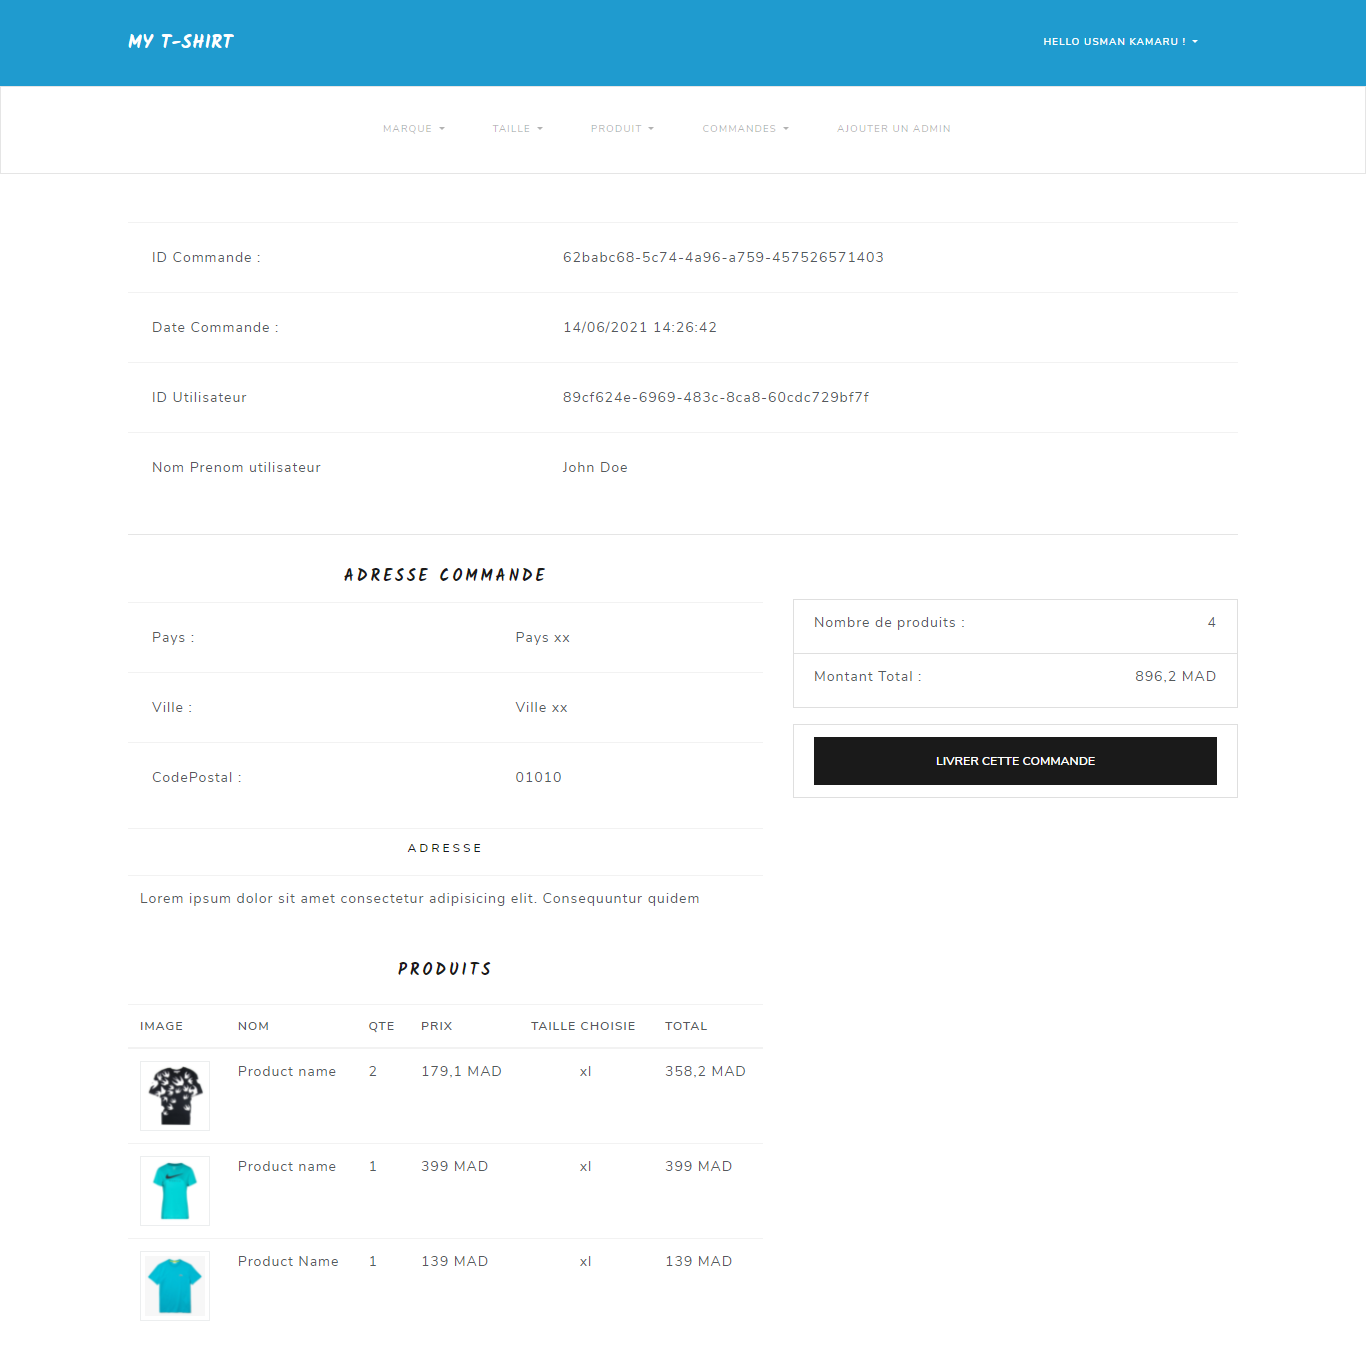 MY T-SHIRT
HELLO USMAN KAMARU !
MARQUE TAILLE PRODUIT COMMANDES AJOUTER UN ADMIN
ID Commande : 62babc68-5c74-4a96-a759-457526571403
Date Commande : 14/06/2021 14:26:42
ID Utilisateur 89cf624e-6969-483c-8ca8-60cdc729bf7f
Nom Prenom utilisateur John Doe
ADRESSE COMMANDE
Pays : Pays xx
Ville : Ville xx
CodePostal : 01010
ADRESSE
Lorem ipsum dolor sit amet consectetur adipisicing elit. Consequuntur quidem
Nombre de produits : 4
Montant Total : 896,2 MAD
LIVRER CETTE COMMANDE
PRODUITS
IMAGE NOM QTE PRIX TAILLE CHOISIE TOTAL
Product name 2 179,1 MAD xl 358,2 MAD
Product name 1 399 MAD xl 399 MAD
Product Name 1 139 MAD xl 139 MAD